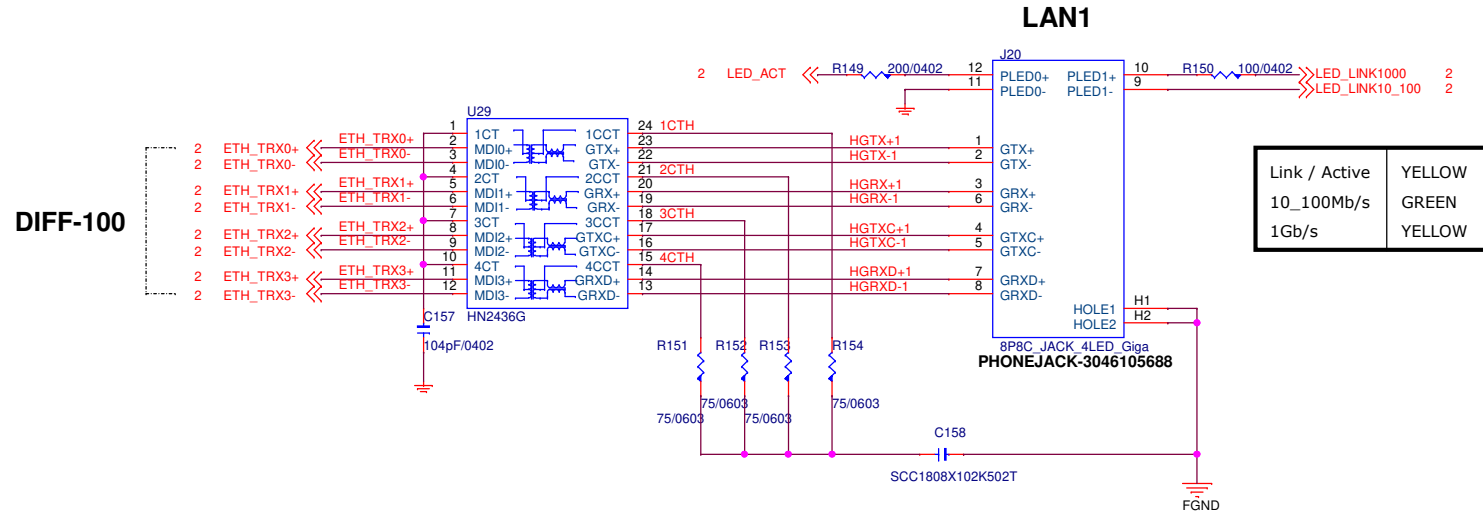 LAN1
J20
2 LED_ACT R149 200/0402 12 PLED0+ PLED1+ 10 R150 100/0402 LED_LINK1000 2
11 PLED0- PLED1- 9 LED_LINK10_100 2
U29
1 1CT 1CCT 24 1CTH
2 ETH_TRX0+ ETH_TRX0+ 2 MDI0+ GTX+ 23 HGTX+1 1 GTX+
2 ETH_TRX0- ETH_TRX0- 3 MDI0- GTX- 22 HGTX-1 2 GTX-
4 2CT 2CCT 21 2CTH
2 ETH_TRX1+ ETH_TRX1+ 5 MDI1+ GRX+ 20 HGRX+1 3 GRX+
2 ETH_TRX1- ETH_TRX1- 6 MDI1- GRX- 19 HGRX-1 6 GRX-
7 3CT 3CCT 18 3CTH
2 ETH_TRX2+ ETH_TRX2+ 8 MDI2+ GTXC+ 17 HGTXC+1 4 GTXC+
2 ETH_TRX2- ETH_TRX2- 9 MDI2- GTXC- 16 HGTXC-1 5 GTXC-
10 4CT 4CCT 15 4CTH
2 ETH_TRX3+ ETH_TRX3+ 11 MDI3+ GRXD+ 14 HGRXD+1 7 GRXD+
2 ETH_TRX3- ETH_TRX3- 12 MDI3- GRXD- 13 HGRXD-1 8 GRXD-
DIFF-100
Link / Active YELLOW
10_100Mb/s GREEN
1Gb/s YELLOW
HOLE1 H1
HOLE2 H2
HN2436G
C157
104pF/0402
8P8C_JACK_4LED_Giga
PHONEJACK-3046105688
R151 R152 R153 R154
75/0603 75/0603
75/0603 75/0603
C158
SCC1808X102K502T
FGND